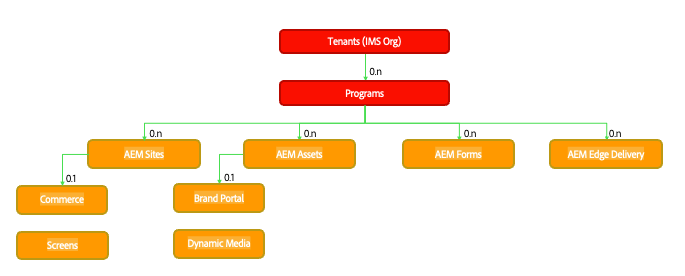 Tenants (IMS Org)
0.n
Programs
0.n
0.n
0.n
0.n
AEM Sites
AEM Assets
AEM Forms
AEM Edge Delivery
0.1
0.1
Commerce
Brand Portal
Screens
Dynamic Media